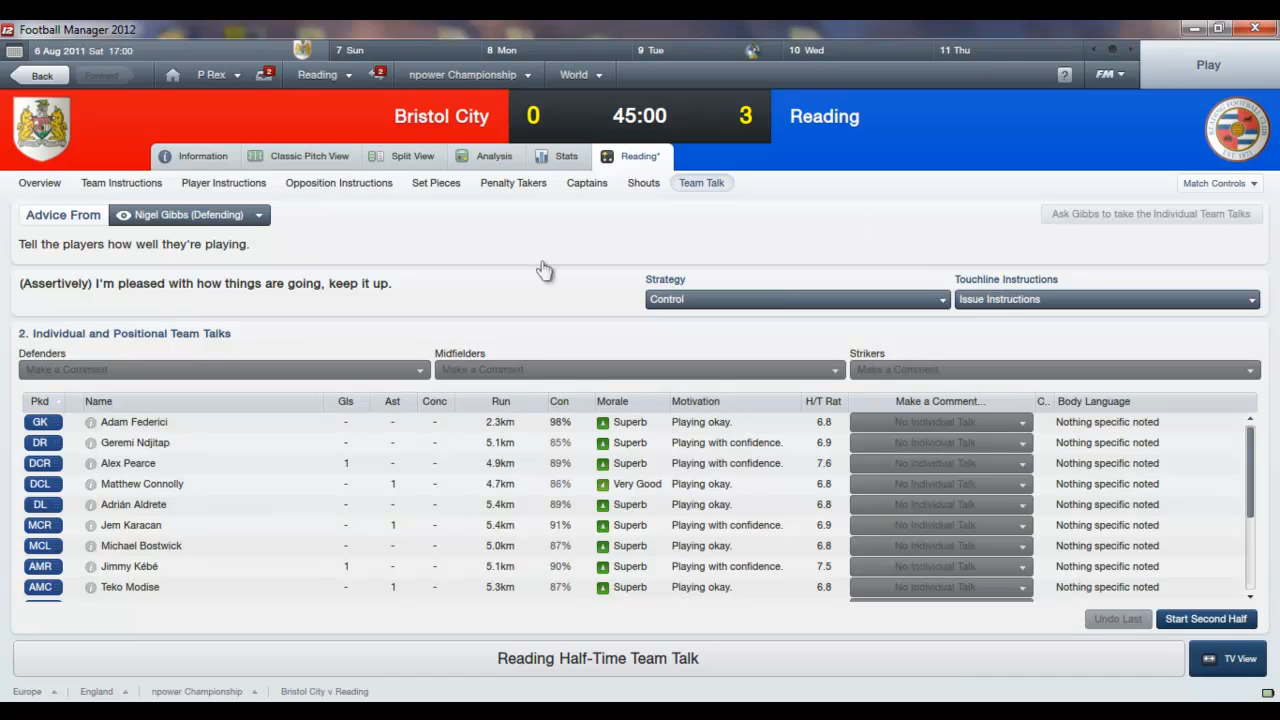 Football Manager 2012
6 Aug 2011 Sat 17:00 7 Sun 8 Mon 9 Tue 10 Wed 11 Thu
Back Forward P Rex 2 Reading 2 npower Championship World ? FM Play
Bristol City 0 45:00 3 Reading
Information Classic Pitch View Split View Analysis Stats Reading*
Overview Team Instructions Player Instructions Opposition Instructions Set Pieces Penalty Takers Captains Shouts Team Talk Match Controls
Advice From Nigel Gibbs (Defending) Ask Gibbs to take the Individual Team Talks
Tell the players how well they're playing.
(Assertively) I'm pleased with how things are going, keep it up.
Strategy Touchline Instructions
Control Issue Instructions
2. Individual and Positional Team Talks
Defenders Midfielders Strikers
Make a Comment Make a Comment Make a Comment
Pkd Name Gls Ast Conc Run Con Morale Motivation H/T Rat Make a Comment... C.. Body Language
GK Adam Federici - - - 2.3km 98% Superb Playing okay. 6.8 No Individual Talk Nothing specific noted
DR Geremi Ndjitap - - - 5.1km 85% Superb Playing with confidence. 6.9 No Individual Talk Nothing specific noted
DCR Alex Pearce 1 - - 4.9km 89% Superb Playing with confidence. 7.6 No Individual Talk Nothing specific noted
DCL Matthew Connolly - 1 - 4.7km 86% Very Good Playing okay. 6.8 No Individual Talk Nothing specific noted
DL Adrián Aldrete - - - 5.4km 89% Superb Playing okay. 6.8 No Individual Talk Nothing specific noted
MCR Jem Karacan - 1 - 5.4km 91% Superb Playing with confidence. 6.9 No Individual Talk Nothing specific noted
MCL Michael Bostwick - - - 5.0km 87% Superb Playing okay. 6.8 No Individual Talk Nothing specific noted
AMR Jimmy Kébé 1 - - 5.1km 90% Superb Playing with confidence. 7.5 No Individual Talk Nothing specific noted
AMC Teko Modise - 1 - 5.3km 87% Superb Playing okay. 6.8 No Individual Talk Nothing specific noted
Undo Last Start Second Half
Reading Half-Time Team Talk TV View
Europe England npower Championship Bristol City v Reading